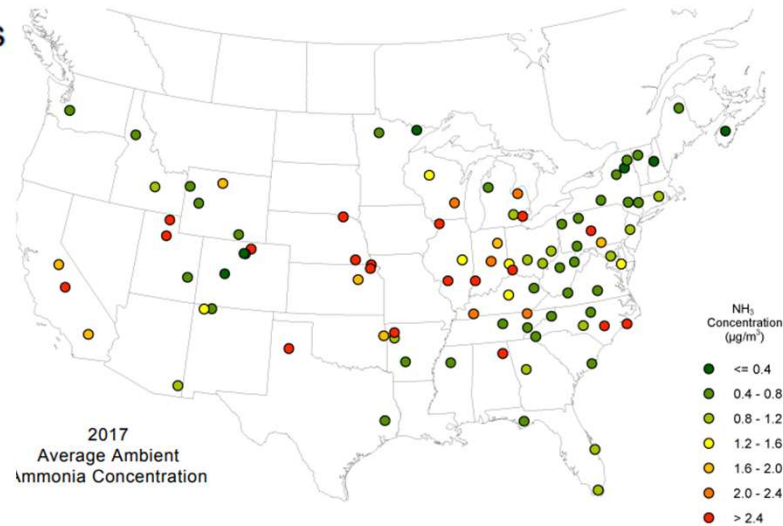 s
2017
Average Ambient
Ammonia Concentration
NH3
Concentration
(µg/m³)
<= 0.4
0.4 - 0.8
0.8 - 1.2
1.2 - 1.6
1.6 - 2.0
2.0 - 2.4
> 2.4